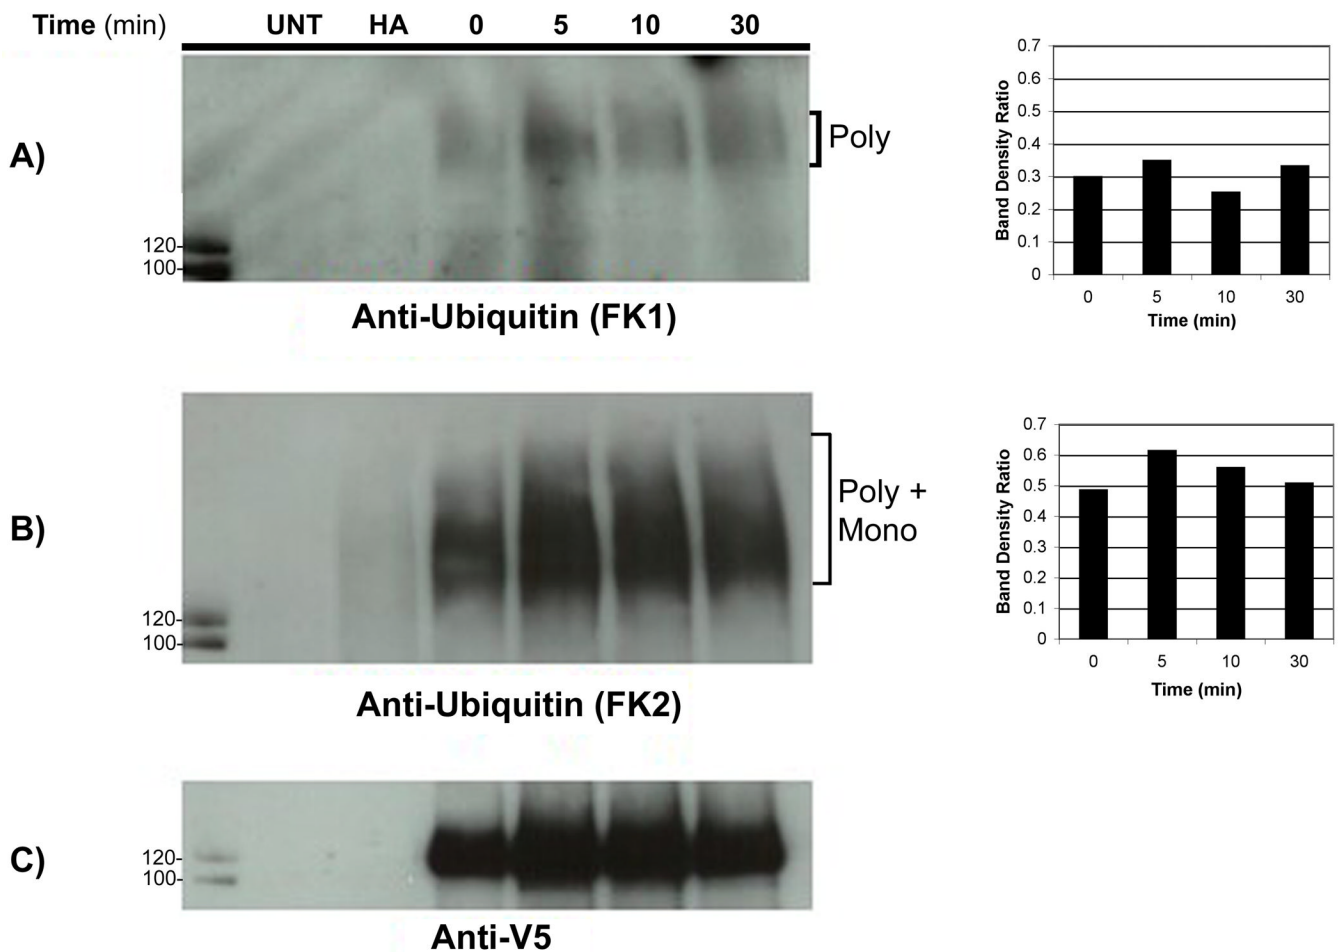 Time (min) UNT HA 0 5 10 30
A)
Poly
120-
100-
Anti-Ubiquitin (FK1)
Band Density Ratio
0.7
0.6
0.5
0.4
0.3
0.2
0.1
0
0 5 10 30
Time (min)
B)
Poly +
Mono
120-
100-
Anti-Ubiquitin (FK2)
Band Density Ratio
0.7
0.6
0.5
0.4
0.3
0.2
0.1
0
0 5 10 30
Time (min)
C)
120-
100-
Anti-V5